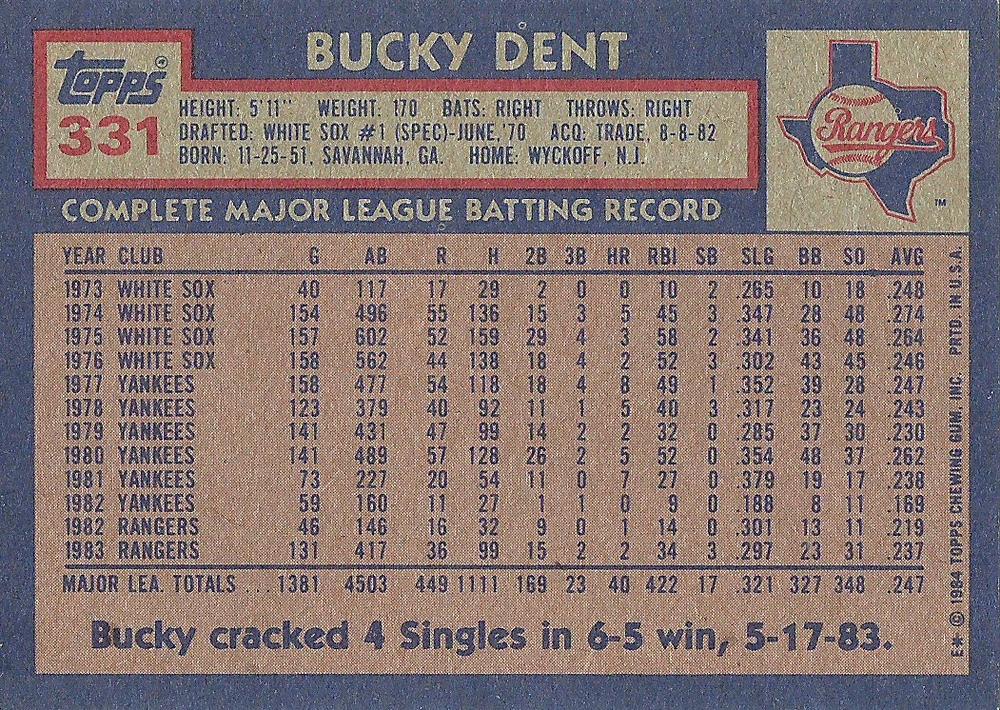 BUCKY DENT
Topps
331
HEIGHT: 5'11" WEIGHT: 170 BATS: RIGHT THROWS: RIGHT
DRAFTED: WHITE SOX #1 (SPEC)-JUNE,'70 ACQ: TRADE, 8-8-82
BORN: 11-25-51, SAVANNAH, GA. HOME: WYCKOFF, N.J.
Rangers
TM
COMPLETE MAJOR LEAGUE BATTING RECORD
YEAR CLUB G AB R H 2B 3B HR RBI SB SLG BB SO AVG
1973 WHITE SOX 40 117 17 29 2 0 0 10 2 .265 10 18 .248
1974 WHITE SOX 154 496 55 136 15 3 5 45 3 .347 28 48 .274
1975 WHITE SOX 157 602 52 159 29 4 3 58 2 .341 36 48 .264
1976 WHITE SOX 158 562 44 138 18 4 2 52 3 .302 43 45 .246
1977 YANKEES 158 477 54 118 18 4 8 49 1 .352 39 28 .247
1978 YANKEES 123 379 40 92 11 1 5 40 3 .317 23 24 .243
1979 YANKEES 141 431 47 99 14 2 2 32 0 .285 37 30 .230
1980 YANKEES 141 489 57 128 26 2 5 52 0 .354 48 37 .262
1981 YANKEES 73 227 20 54 11 0 7 27 0 .379 19 17 .238
1982 YANKEES 59 160 11 27 1 1 0 9 0 .188 8 11 .169
1982 RANGERS 46 146 16 32 9 0 1 14 0 .301 13 11 .219
1983 RANGERS 131 417 36 99 15 2 2 34 3 .297 23 31 .237
MAJOR LEA. TOTALS ... 1381 4503 449 1111 169 23 40 422 17 .321 327 348 .247
Bucky cracked 4 Singles in 6-5 win, 5-17-83.
E* © 1984 TOPPS CHEWING GUM, INC. PRTD. IN U.S.A.